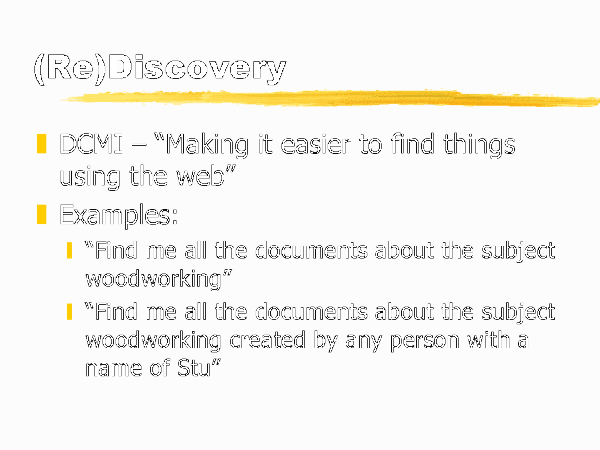 (Re)Discovery
DCMI – “Making it easier to find things
using the web”
Examples:
“Find me all the documents about the subject
woodworking”
“Find me all the documents about the subject
woodworking created by any person with a
name of Stu”